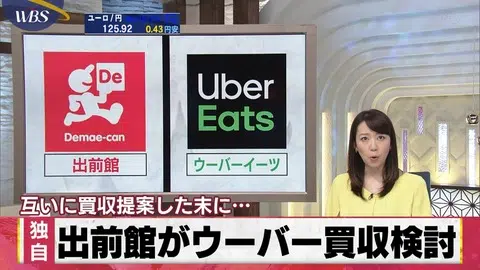 WBS
ユーロ/円
125.92 0.43円安
De
Demae-can
出前館
Uber
Eats
ウーバーイーツ
互いに買収提案した末に…
独自
出前館がウーバー買収検討